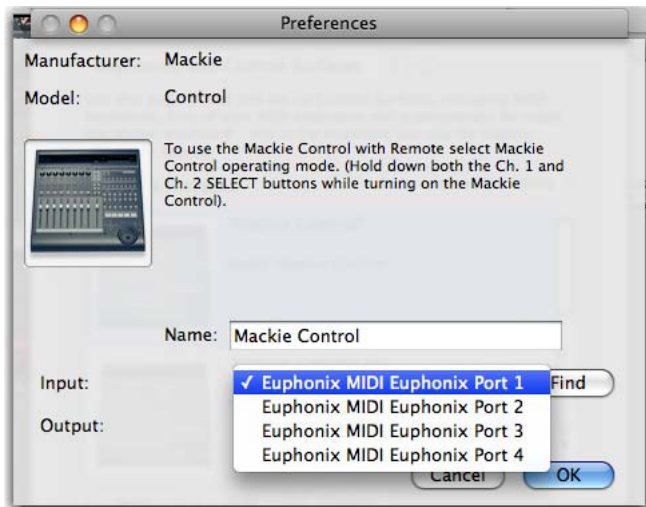 Preferences
Manufacturer: Mackie
Model: Control
To use the Mackie Control with Remote select Mackie
Control operating mode. (Hold down both the Ch. 1 and
Ch. 2 SELECT buttons while turning on the Mackie
Control).
Name: Mackie Control
Input: ✓ Euphonix MIDI Euphonix Port 1 Find
Euphonix MIDI Euphonix Port 2
Output: Euphonix MIDI Euphonix Port 3
Euphonix MIDI Euphonix Port 4
Cancel OK